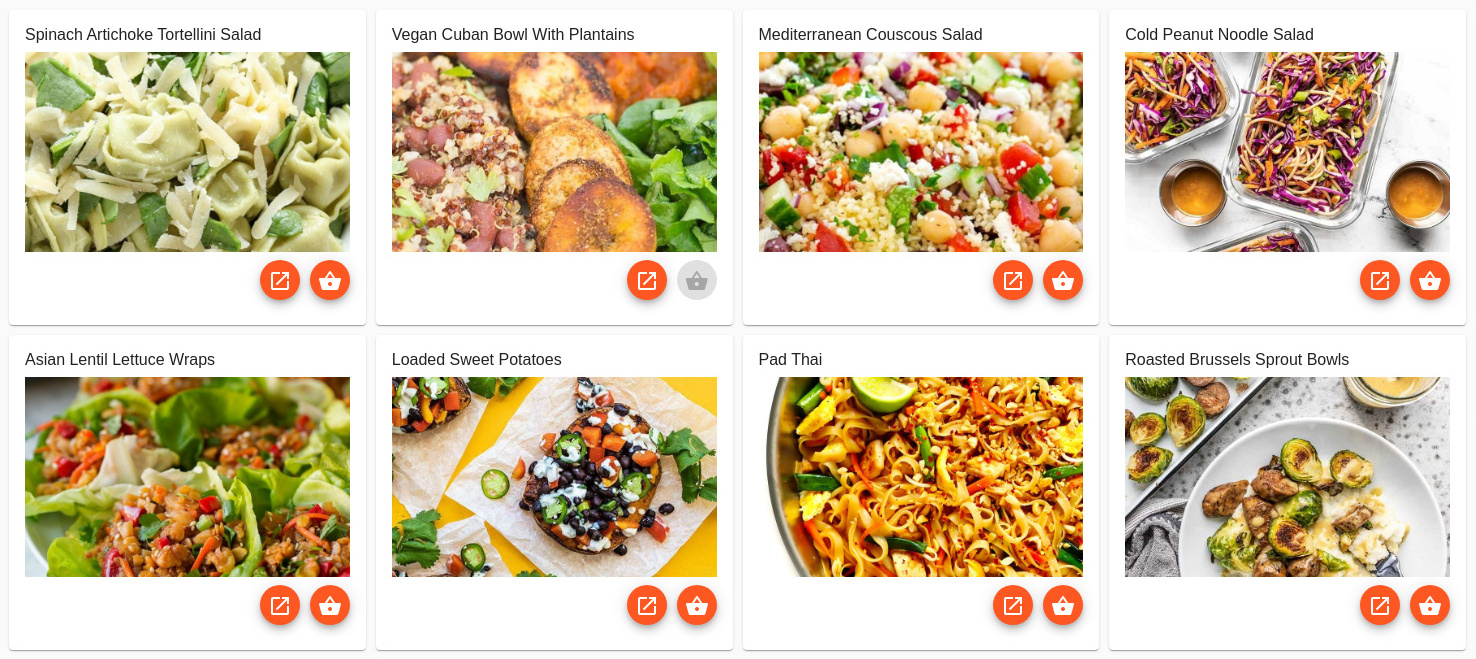 Spinach Artichoke Tortellini Salad
Vegan Cuban Bowl With Plantains
Mediterranean Couscous Salad
Cold Peanut Noodle Salad
Asian Lentil Lettuce Wraps
Loaded Sweet Potatoes
Pad Thai
Roasted Brussels Sprout Bowls